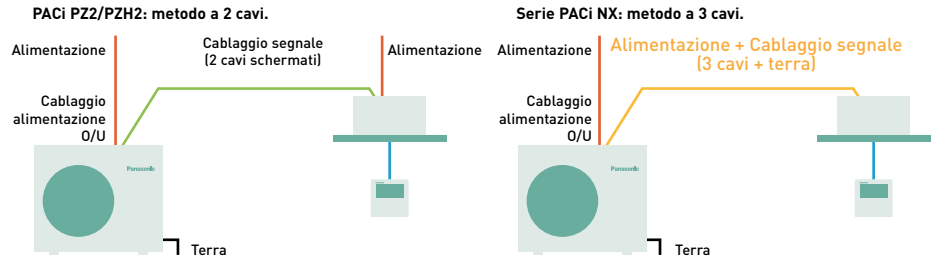 PACi PZ2/PZH2: metodo a 2 cavi.
Alimentazione
Cablaggio segnale
(2 cavi schermati)
Alimentazione
Cablaggio
alimentazione
O/U
Panasonic
Terra
Serie PACi NX: metodo a 3 cavi.
Alimentazione
Alimentazione + Cablaggio segnale
(3 cavi + terra)
Cablaggio
alimentazione
O/U
Panasonic
Terra